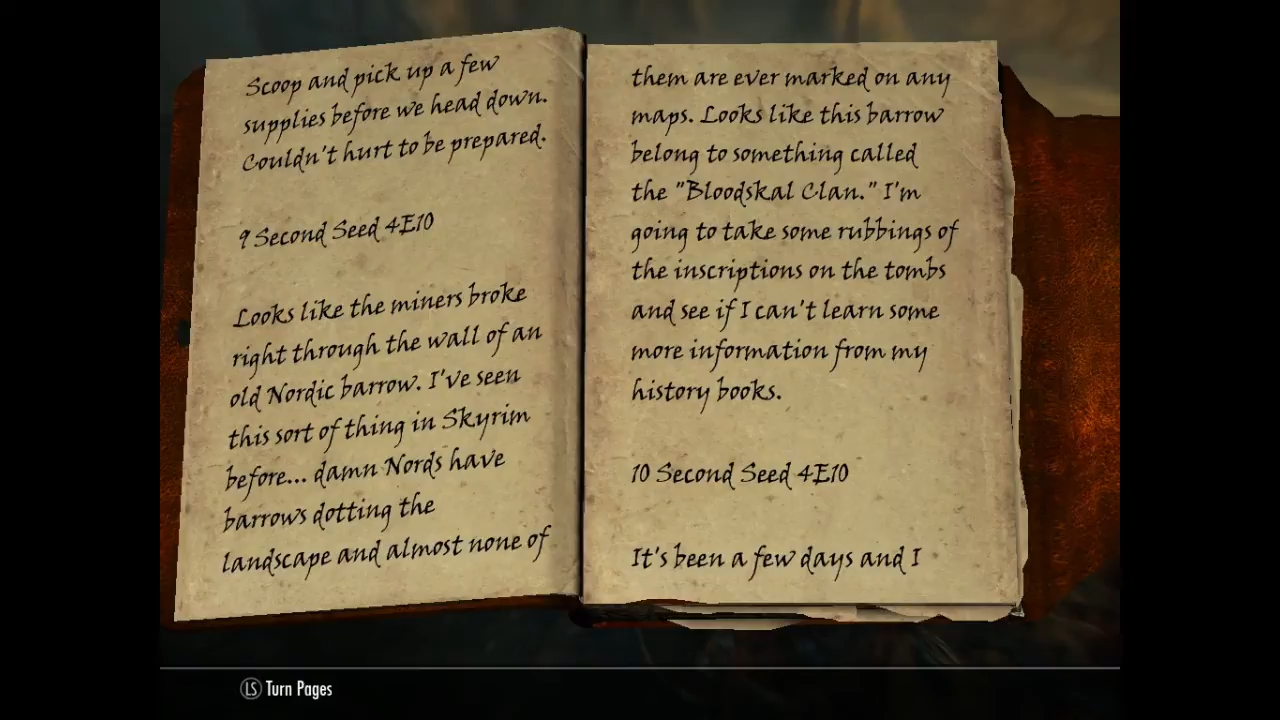 Scoop and pick up a few
supplies before we head down.
Couldn't hurt to be prepared.
9 Second Seed 4E10
Looks like the miners broke
right through the wall of an
old Nordic barrow. I've seen
this sort of thing in Skyrim
before... damn Nords have
barrows dotting the
landscape and almost none of
them are ever marked on any
maps. Looks like this barrow
belong to something called
the "Bloodskal Clan." I'm
going to take some rubbings of
the inscriptions on the tombs
and see if I can't learn some
more information from my
history books.
10 Second Seed 4E10
It's been a few days and I
LS Turn Pages